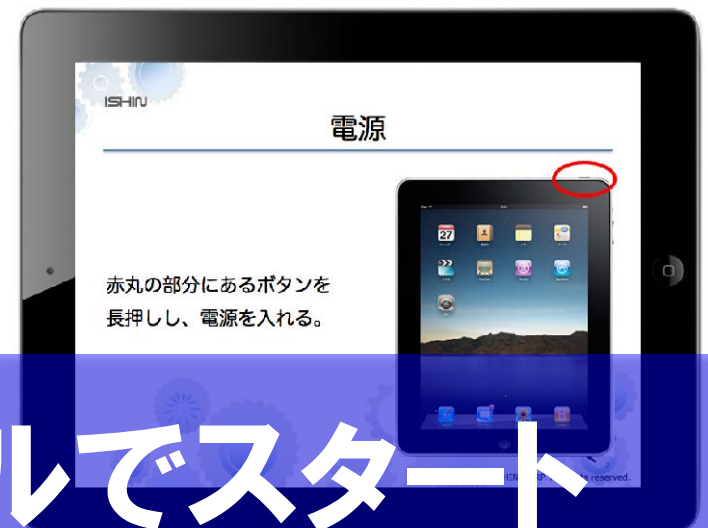 ISHIN
電源
27
赤丸の部分にあるボタンを
長押しし、電源を入れる。
ルでスタート
reserved.